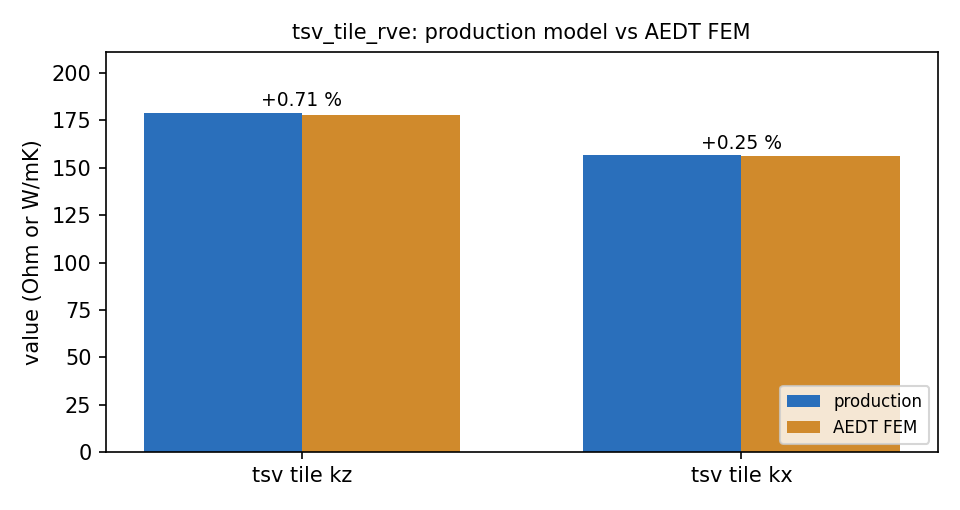 tsv_tile_rve: production model vs AEDT FEM
value (Ohm or W/mK)
200
175
150
125
100
75
50
25
0
+0.71 %
+0.25 %
production
AEDT FEM
tsv tile kz
tsv tile kx